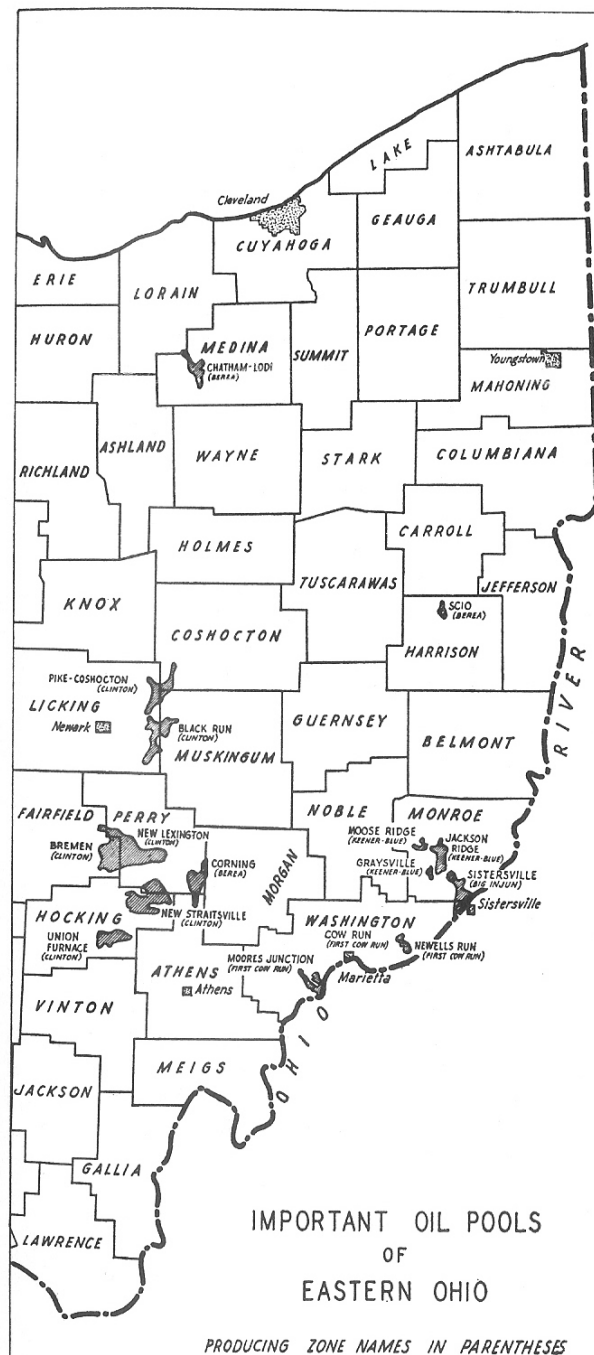 LAKE
ASHTABULA
Cleveland
GEAUGA
CUYAHOGA
ERIE
LORAIN
TRUMBULL
HURON
MEDINA
SUMMIT
PORTAGE
CHATHAM-LODI
(BEREA)
Youngstown
MAHONING
ASHLAND
WAYNE
STARK
COLUMBIANA
RICHLAND
CARROLL
HOLMES
TUSCARAWAS
JEFFERSON
KNOX
SCIO
(BEREA)
COSHOCTON
HARRISON
PIKE-COSHOCTON
(CLINTON)
LICKING
Newark
BLACK RUN
(CLINTON)
MUSKINGUM
GUERNSEY
BELMONT
RIVER
FAIRFIELD
PERRY
NOBLE
MONROE
NEW LEXINGTON
(CLINTON)
BREMEN
(CLINTON)
MOOSE RIDGE
(KEENER-BLUE)
JACKSON
RIDGE
(KEENER-BLUE)
CORNING
(BEREA)
MORGAN
GRAYSVILLE
(KEENER-BLUE)
SISTERSVILLE
(BIG INJUN)
Sistersville
HOCKING
NEW STRAITSVILLE
(CLINTON)
WASHINGTON
UNION
FURNACE
(CLINTON)
COW RUN
(FIRST COW RUN)
NEWELLS RUN
(FIRST COW RUN)
MOORES JUNCTION
(FIRST COW RUN)
Marietta
ATHENS
Athens
VINTON
OHIO
MEIGS
JACKSON
GALLIA
LAWRENCE
IMPORTANT OIL POOLS
OF
EASTERN OHIO
PRODUCING ZONE NAMES IN PARENTHESES